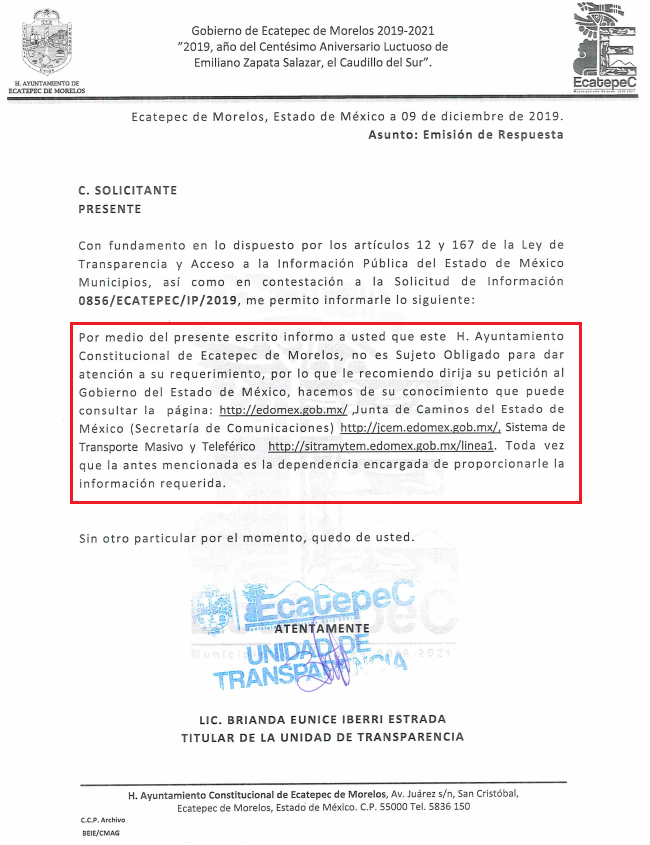 Gobierno de Ecatepec de Morelos 2019-2021
"2019, año del Centésimo Aniversario Luctuoso de
Emiliano Zapata Salazar, el Caudillo del Sur".
H. AYUNTAMIENTO DE
ECATEPEC DE MORELOS
EcatepeC
Ecatepec de Morelos, Estado de México a 09 de diciembre de 2019.
Asunto: Emisión de Respuesta
C. SOLICITANTE
PRESENTE
Con fundamento en lo dispuesto por los artículos 12 y 167 de la Ley de
Transparencia y Acceso a la Información Pública del Estado de México
Municipios, así como en contestación a la Solicitud de Información
0856/ECATEPEC/IP/2019, me permito informarle lo siguiente:
Por medio del presente escrito informo a usted que este H. Ayuntamiento
Constitucional de Ecatepec de Morelos, no es Sujeto Obligado para dar
atención a su requerimiento, por lo que le recomiendo dirija su petición al
Gobierno del Estado de México, hacemos de su conocimiento que puede
consultar la página: http://edomex.gob.mx/ ,Junta de Caminos del Estado de
México (Secretaría de Comunicaciones) http://jcem.edomex.gob.mx/, Sistema de
Transporte Masivo y Teleférico http://sitramytem.edomex.gob.mx/linea1. Toda vez
que la antes mencionada es la dependencia encargada de proporcionarle la
información requerida.
Sin otro particular por el momento, quedo de usted.
EcatepeC
ATENTAMENTE
UNIDAD DE
TRANSPARENCIA
LIC. BRIANDA EUNICE IBERRI ESTRADA
TITULAR DE LA UNIDAD DE TRANSPARENCIA
H. Ayuntamiento Constitucional de Ecatepec de Morelos, Av. Juárez s/n, San Cristóbal,
Ecatepec de Morelos, Estado de México. C.P. 55000 Tel. 5836 150
C.C.P. Archivo
BEIE/CMAG